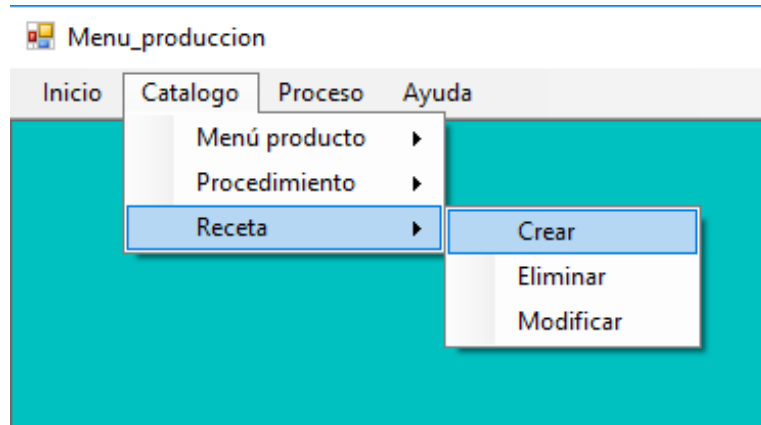 Menu_produccion
Inicio Catalogo Proceso Ayuda
Menú producto
Procedimiento
Receta Crear
Eliminar
Modificar